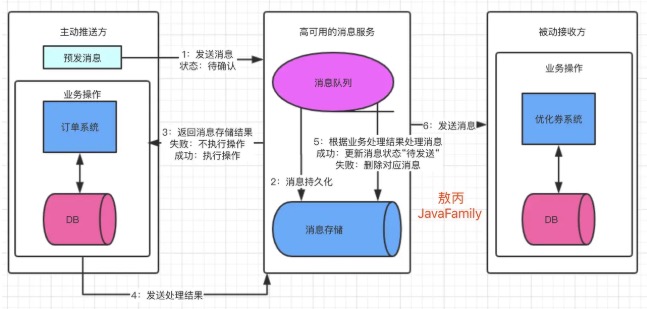 主动推送方
预发消息
业务操作
订单系统
DB
1：发送消息
状态：待确认
3：返回消息存储结果
失败：不执行操作
成功：执行操作
4：发送处理结果
高可用的消息服务
消息队列
2：消息持久化
5：根据业务处理结果处理消息
成功：更新消息状态“待发送”
失败：删除对应消息
消息存储
6：发送消息
敖丙
JavaFamily
被动接收方
业务操作
优化券系统
DB